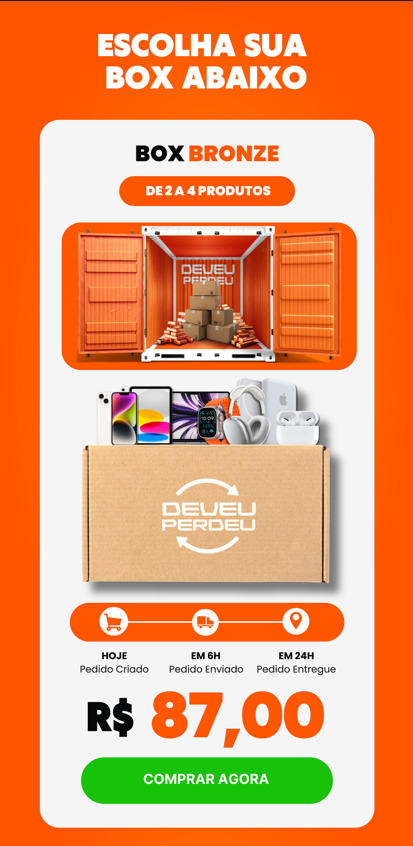 ESCOLHA SUA
BOX ABAIXO
BOX BRONZE
DE 2 A 4 PRODUTOS
DEVEU
PERDEU
DEVEU
PERDEU
HOJE
Pedido Criado
EM 6H
Pedido Enviado
EM 24H
Pedido Entregue
R$ 87,00
COMPRAR AGORA